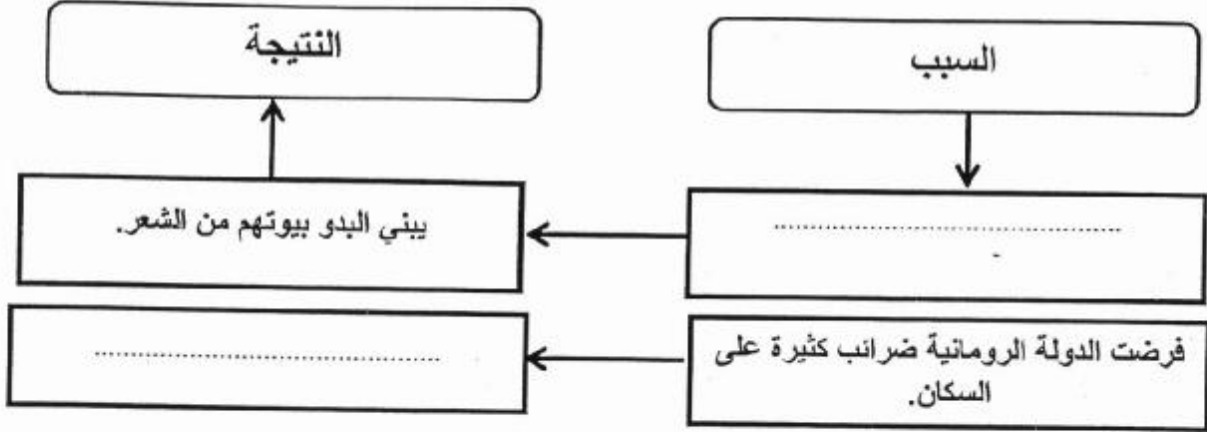 السبب
النتيجة
................................................
يبني البدو بيوتهم من الشعر.
فرضت الدولة الرومانية ضرائب كثيرة على
السكان.
................................................